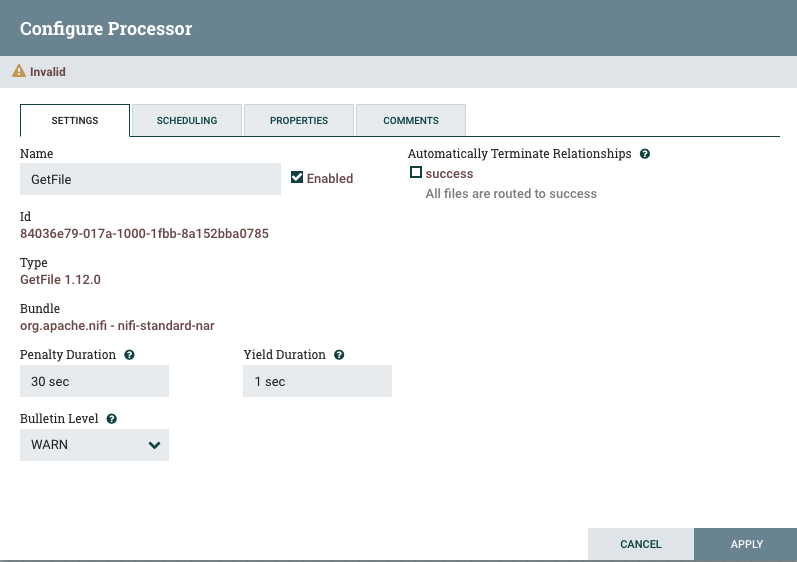 Configure Processor
Invalid
SETTINGS SCHEDULING PROPERTIES COMMENTS
Name
GetFile
Enabled
Id
84036e79-017a-1000-1fbb-8a152bba0785
Type
GetFile 1.12.0
Bundle
org.apache.nifi - nifi-standard-nar
Penalty Duration Yield Duration
30 sec 1 sec
Bulletin Level
WARN
Automatically Terminate Relationships
success
All files are routed to success
CANCEL APPLY